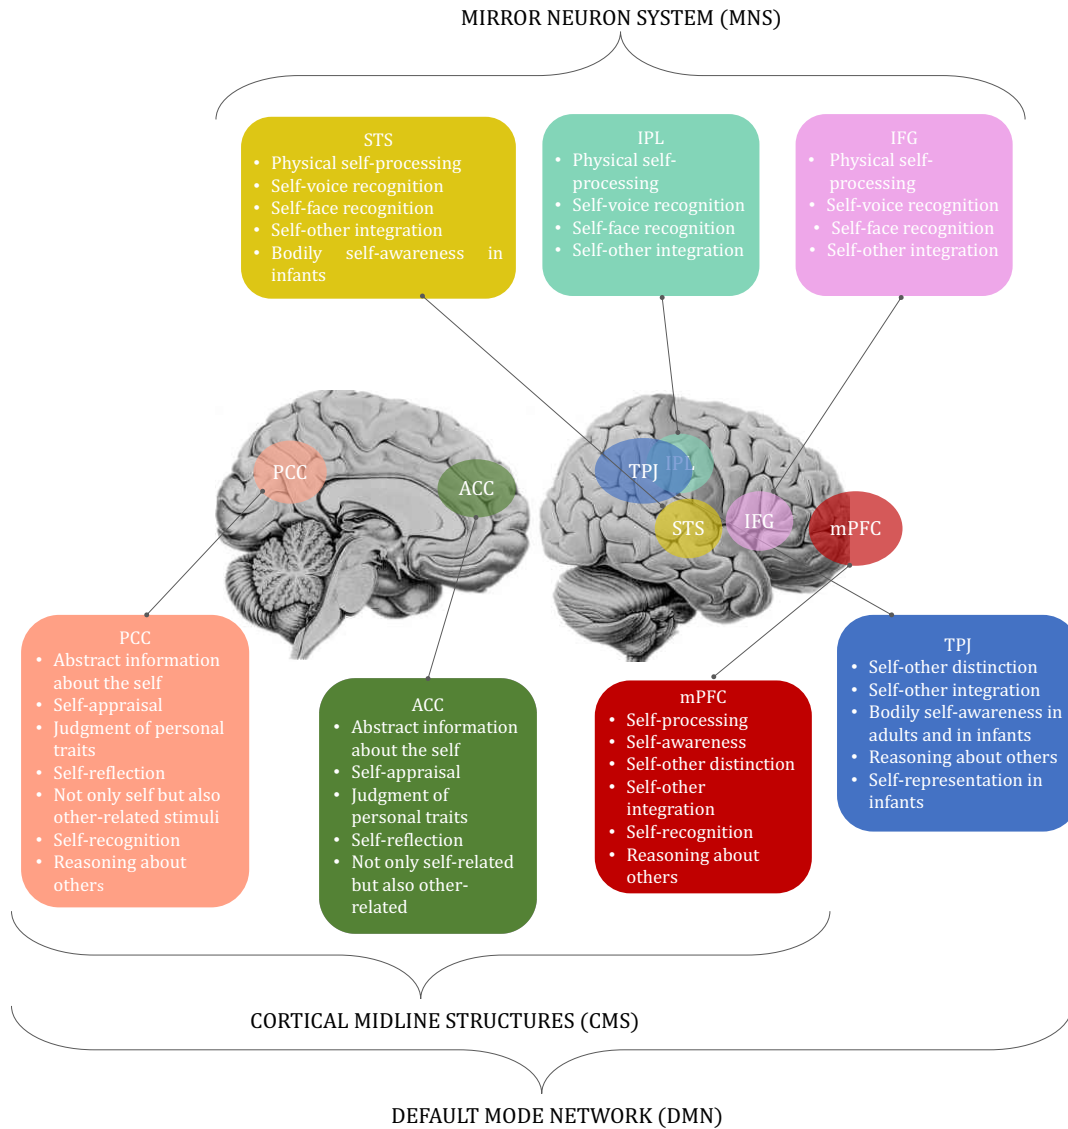 MIRROR NEURON SYSTEM (MNS)
STS
• Physical self-processing
• Self-voice recognition
• Self-face recognition
• Self-other integration
• Bodily self-awareness in
infants
IPL
• Physical self-
processing
• Self-voice recognition
• Self-face recognition
• Self-other integration
IFG
• Physical self-
processing
• Self-voice recognition
• Self-face recognition
• Self-other integration
PCC
ACC
TPJ
IPL
STS
IFG
mPFC
PCC
• Abstract information
about the self
• Self-appraisal
• Judgment of personal
traits
• Self-reflection
• Not only self but also
other-related stimuli
• Self-recognition
• Reasoning about
others
ACC
• Abstract information
about the self
• Self-appraisal
• Judgment of
personal traits
• Self-reflection
• Not only self-related
but also other-
related
mPFC
• Self-processing
• Self-awareness
• Self-other distinction
• Self-other
integration
• Self-recognition
• Reasoning about
others
TPJ
• Self-other distinction
• Self-other integration
• Bodily self-awareness in
adults and in infants
• Reasoning about others
• Self-representation in
infants
CORTICAL MIDLINE STRUCTURES (CMS)
DEFAULT MODE NETWORK (DMN)